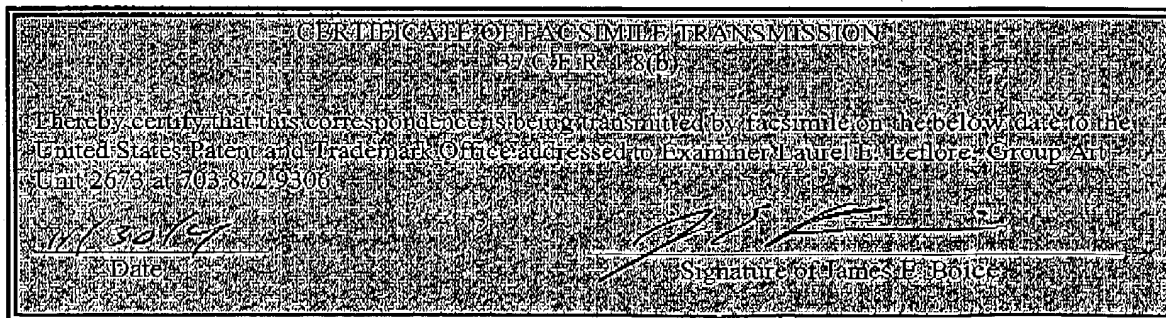 CERTIFICATE OF FACSIMILE TRANSMISSION
37 C.F.R. 1.8(b)
I hereby certify that this correspondence is being transmitted by facsimile on the below date to the
United States Patent and Trademark Office addressed to Examiner Laurel E. Leflore, Group Art
Unit 2673 at 703.872.9306
Date
Signature of James E. Boice